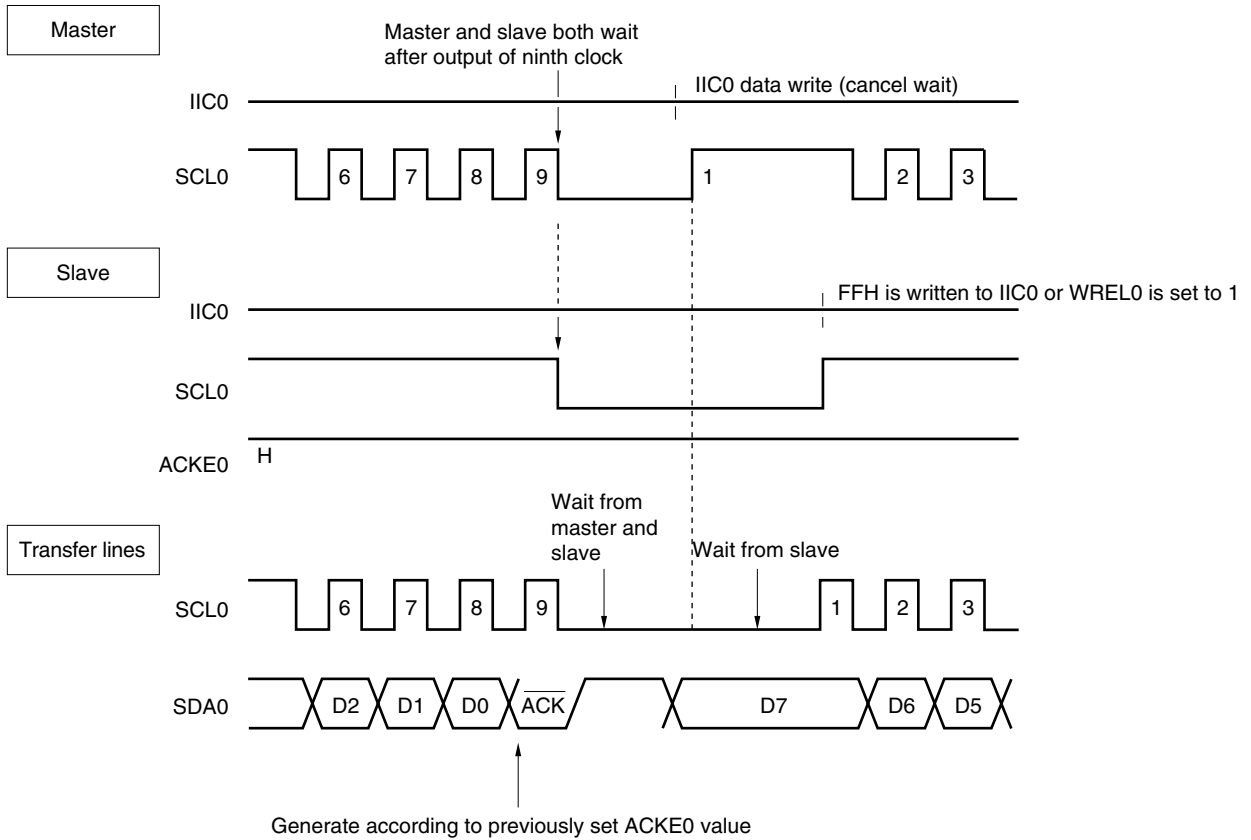 Master
Master and slave both wait
after output of ninth clock
IIC0
IIC0 data write (cancel wait)
SCL0
6 7 8 9 1 2 3
Slave
IIC0
FFH is written to IIC0 or WREL0 is set to 1
SCL0
ACKE0
H
Transfer lines
Wait from
master and
slave
Wait from slave
SCL0
6 7 8 9 1 2 3
SDA0
D2 D1 D0 ACK D7 D6 D5
Generate according to previously set ACKE0 value